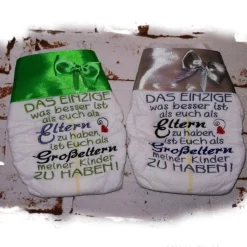 DAS EINZIGE
was besser ist
als euch als
Eltern
zu haben,
ist Euch als
Großeltern
meiner Kinder
ZU HABEN!
DAS EINZIGE
was besser ist
als euch als
Eltern
zu haben
ist Euch als
Großeltern
meiner Kinder
ZU HABEN!